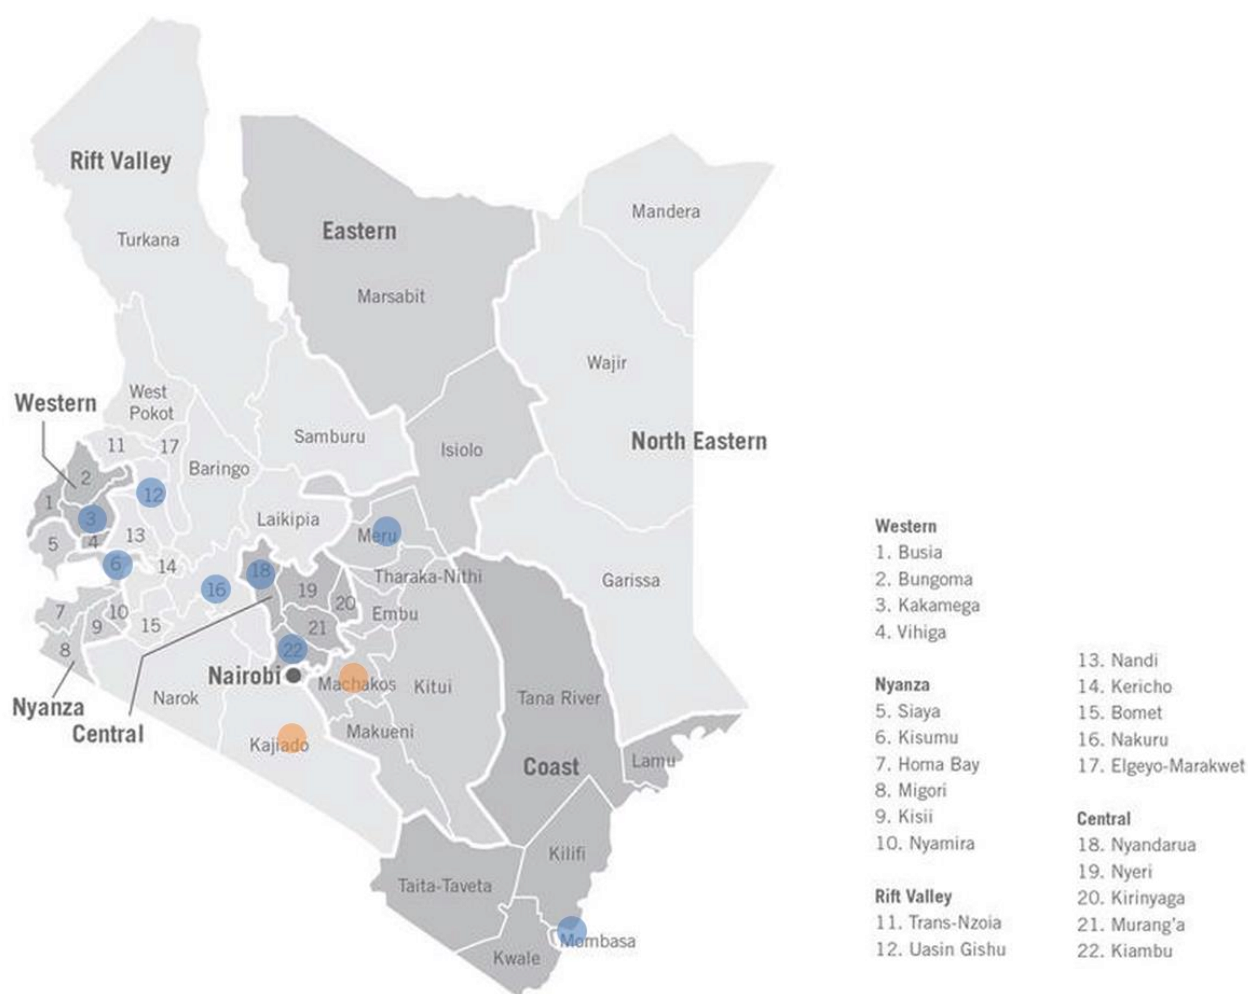 Rift Valley
Turkana
Eastern
Marsabit
Mandera
Wajir
North Eastern
West
Pokot
Western
Samburu
Isiolo
11
17
Baringo
2
12
1
3
Laikipia
Meru
5
4
13
6
14
18
Tharaka-Nithi
Garissa
16
19
20
7
10
Embu
9
15
21
8
22
Nairobi
Machakos
Kitui
Narok
Tana River
Nyanza
Central
Makueni
Kajiado
Coast
Lamu
Kilifi
Taita-Taveta
Mombasa
Kwale
Western
1. Busia
2. Bungoma
3. Kakamega
4. Vihiga
Nyanza
5. Siaya
6. Kisumu
7. Homa Bay
8. Migori
9. Kisii
10. Nyamira
Rift Valley
11. Trans-Nzoia
12. Uasin Gishu
13. Nandi
14. Kericho
15. Bomet
16. Nakuru
17. Elgeyo-Marakwet
Central
18. Nyandarua
19. Nyeri
20. Kirinyaga
21. Murang'a
22. Kiambu